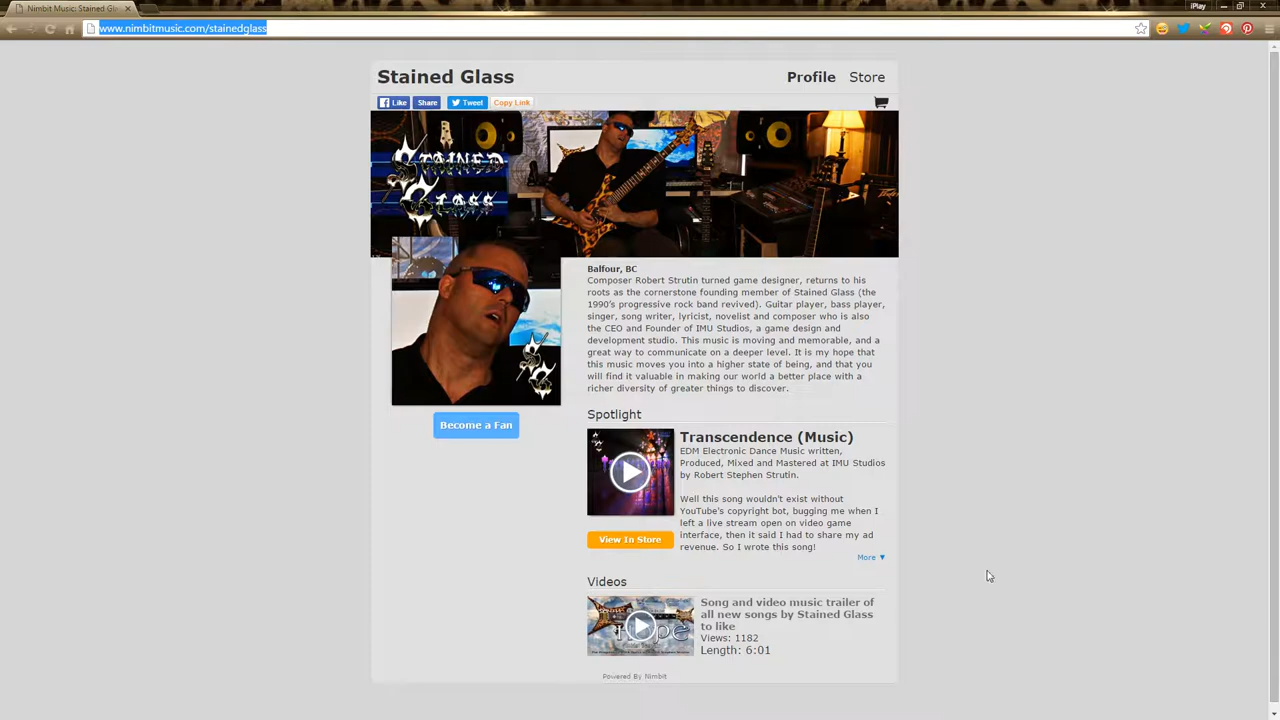 Nimbit Music: Stained Gl
iPlay
www.nimbitmusic.com/stainedglass
Stained Glass
Profile Store
Like Share Tweet Copy Link
STAINED
GLASS
Balfour, BC
Composer Robert Strutin turned game designer, returns to his
roots as the cornerstone founding member of Stained Glass (the
1990's progressive rock band revived). Guitar player, bass player,
singer, song writer, lyricist, novelist and composer who is also
the CEO and Founder of IMU Studios, a game design and
development studio. This music is moving and memorable, and a
great way to communicate on a deeper level. It is my hope that
this music moves you into a higher state of being, and that you
will find it valuable in making our world a better place with a
richer diversity of greater things to discover.
Become a Fan
Spotlight
Transcendence (Music)
EDM Electronic Dance Music written,
Produced, Mixed and Mastered at IMU Studios
by Robert Stephen Strutin.
Well this song wouldn't exist without
YouTube's copyright bot, bugging me when I
left a live stream open on video game
interface, then it said I had to share my ad
revenue. So I wrote this song!
View In Store
More ▼
Videos
Hope
Song and video music trailer of
all new songs by Stained Glass
to like
Views: 1182
Length: 6:01
Powered By Nimbit